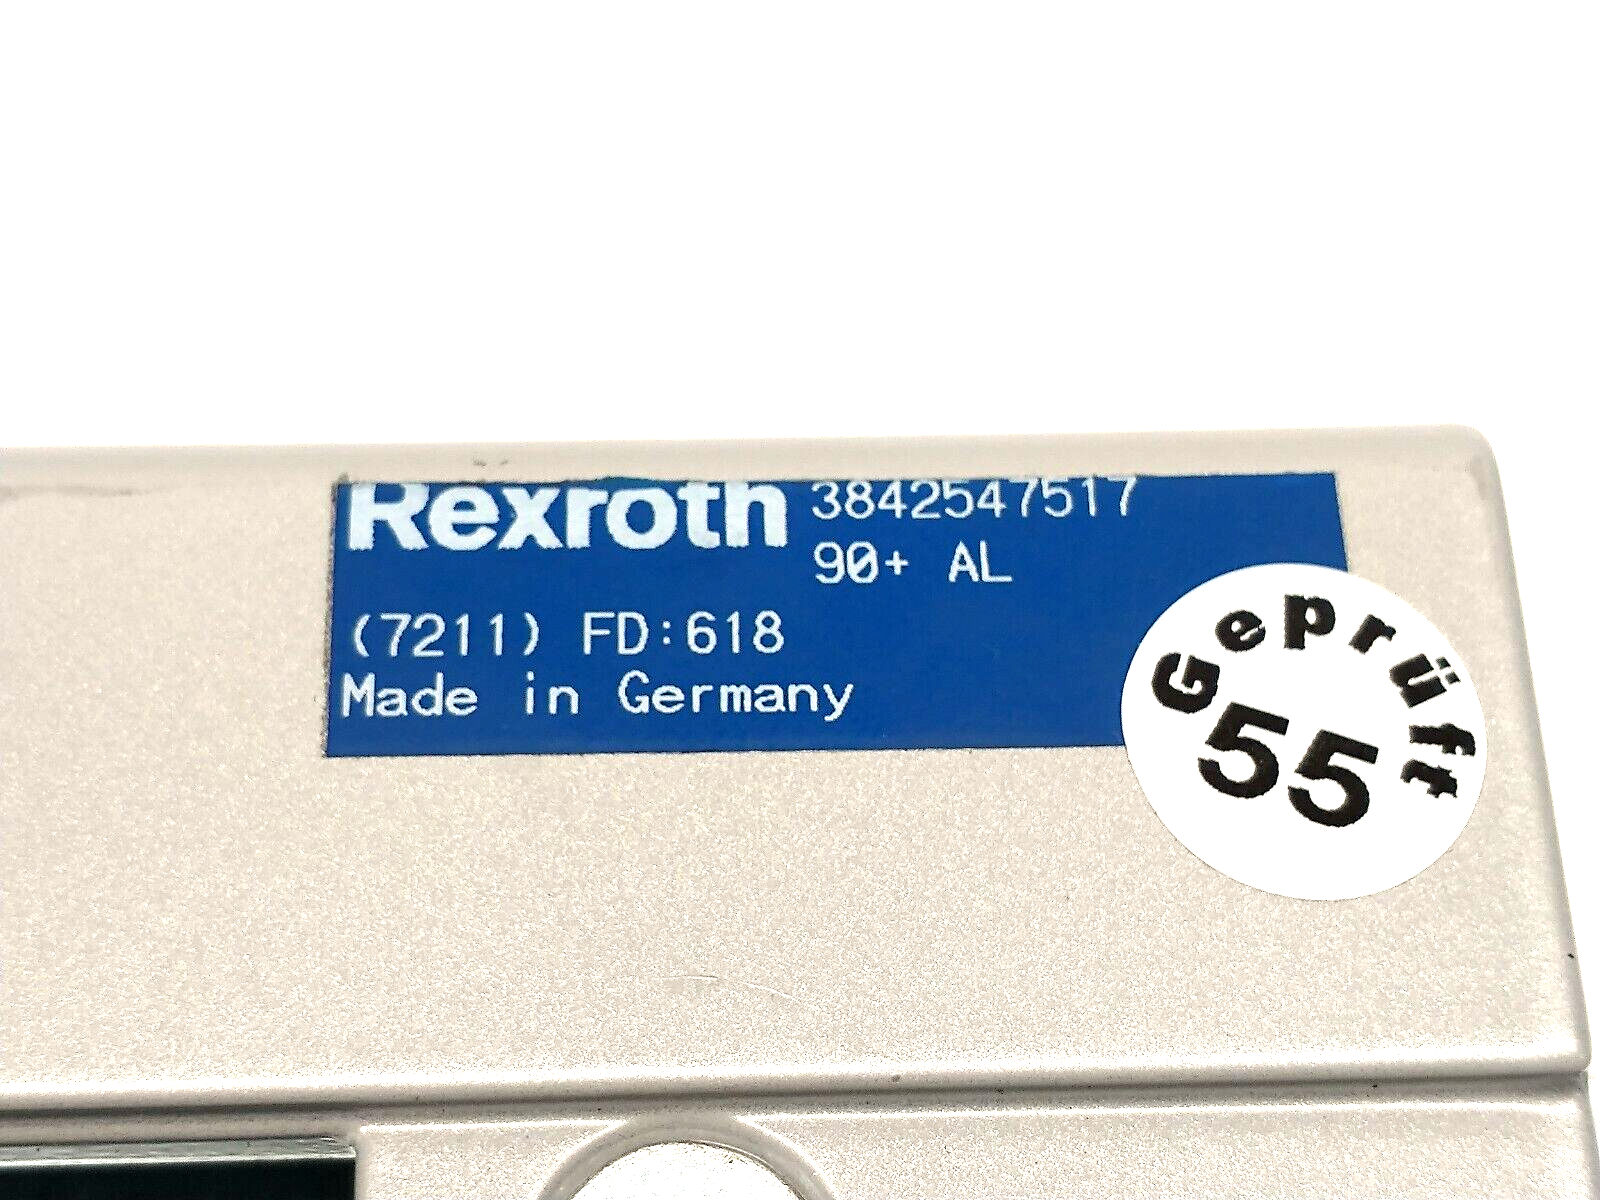 Rexroth 3842547517
90+ AL
(7211) FD:618
Made in Germany
Geprüft
55